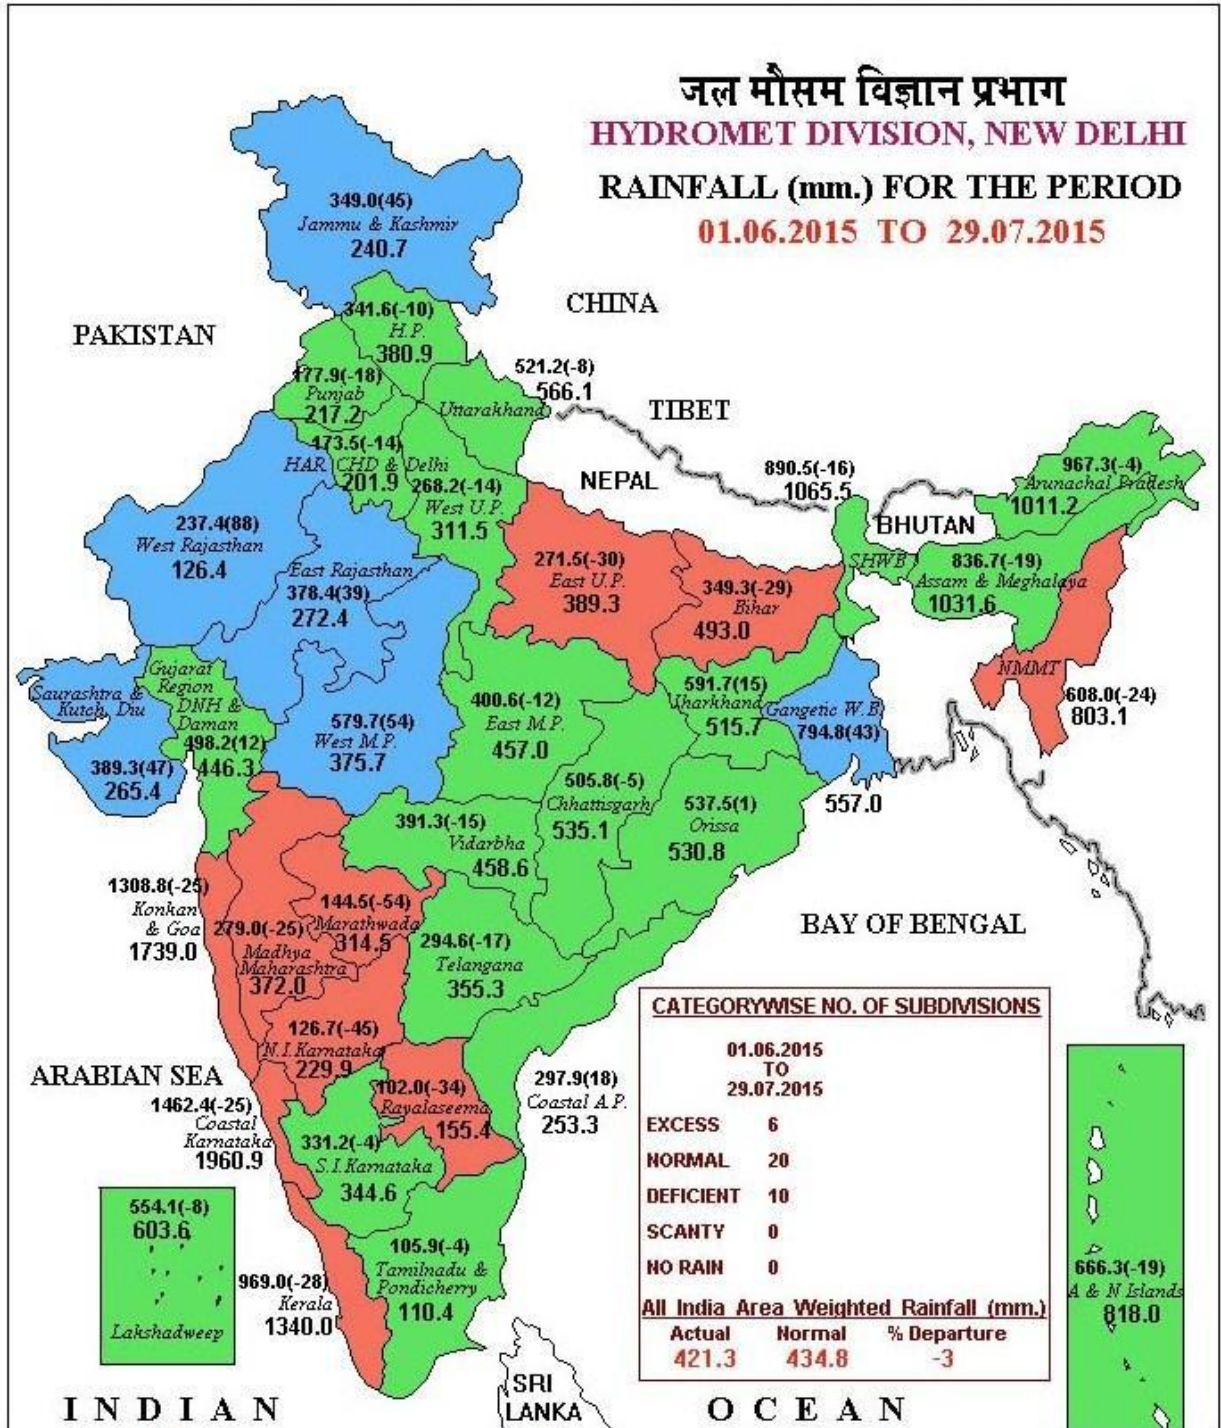 जल मौसम विज्ञान प्रभाग
HYDROMET DIVISION, NEW DELHI
RAINFALL (mm.) FOR THE PERIOD
01.06.2015 TO 29.07.2015
349.0(45)
Jammu & Kashmir
240.7
CHINA
PAKISTAN
341.6(-10)
H.P.
380.9
177.9(-18)
Punjab
217.2
521.2(-8)
566.1
Uttarakhand
TIBET
173.5(-14)
HAR CHD & Delhi
201.9
268.2(-14)
West U.P.
311.5
NEPAL
890.5(-16)
1065.5
SHWB
BHUTAN
967.3(-4)
Arunachal Pradesh
1011.2
237.4(88)
West Rajasthan
126.4
East Rajasthan
378.4(39)
272.4
271.5(-30)
East U.P.
389.3
349.3(-29)
Bihar
493.0
836.7(-19)
Assam & Meghalaya
1031.6
NMMT
608.0(-24)
803.1
Saurashtra &
Kutch, Diu
389.3(47)
265.4
Gujarat
Region
DNH &
Daman
498.2(12)
446.3
579.7(54)
West M.P.
375.7
400.6(-12)
East M.P.
457.0
591.7(15)
Jharkhand
515.7
Gangetic W.B.
794.8(43)
557.0
505.8(-5)
Chhattisgarh
535.1
537.5(1)
Orissa
530.8
391.3(-15)
Vidarbha
458.6
1308.8(-25)
Konkan
& Goa
1739.0
279.0(-25)
Madhya
Maharashtra
372.0
144.5(-54)
Marathwada
314.5
294.6(-17)
Telangana
355.3
BAY OF BENGAL
126.7(-45)
N.I.Karnataka
229.9
ARABIAN SEA
102.0(-34)
Rayalaseema
155.4
297.9(18)
Coastal A.P.
253.3
1462.4(-25)
Coastal
Karnataka
1960.9
331.2(-4)
S.I.Karnataka
344.6
554.1(-8)
603.6
Lakshadweep
969.0(-28)
Kerala
1340.0
105.9(-4)
Tamilnadu &
Pondicherry
110.4
CATEGORYWISE NO. OF SUBDIVISIONS
01.06.2015
TO
29.07.2015
EXCESS 6
NORMAL 20
DEFICIENT 10
SCANTY 0
NO RAIN 0
All India Area Weighted Rainfall (mm.)
Actual Normal % Departure
421.3 434.8 -3
666.3(-19)
A & N Islands
818.0
SRI
LANKA
INDIAN OCEAN